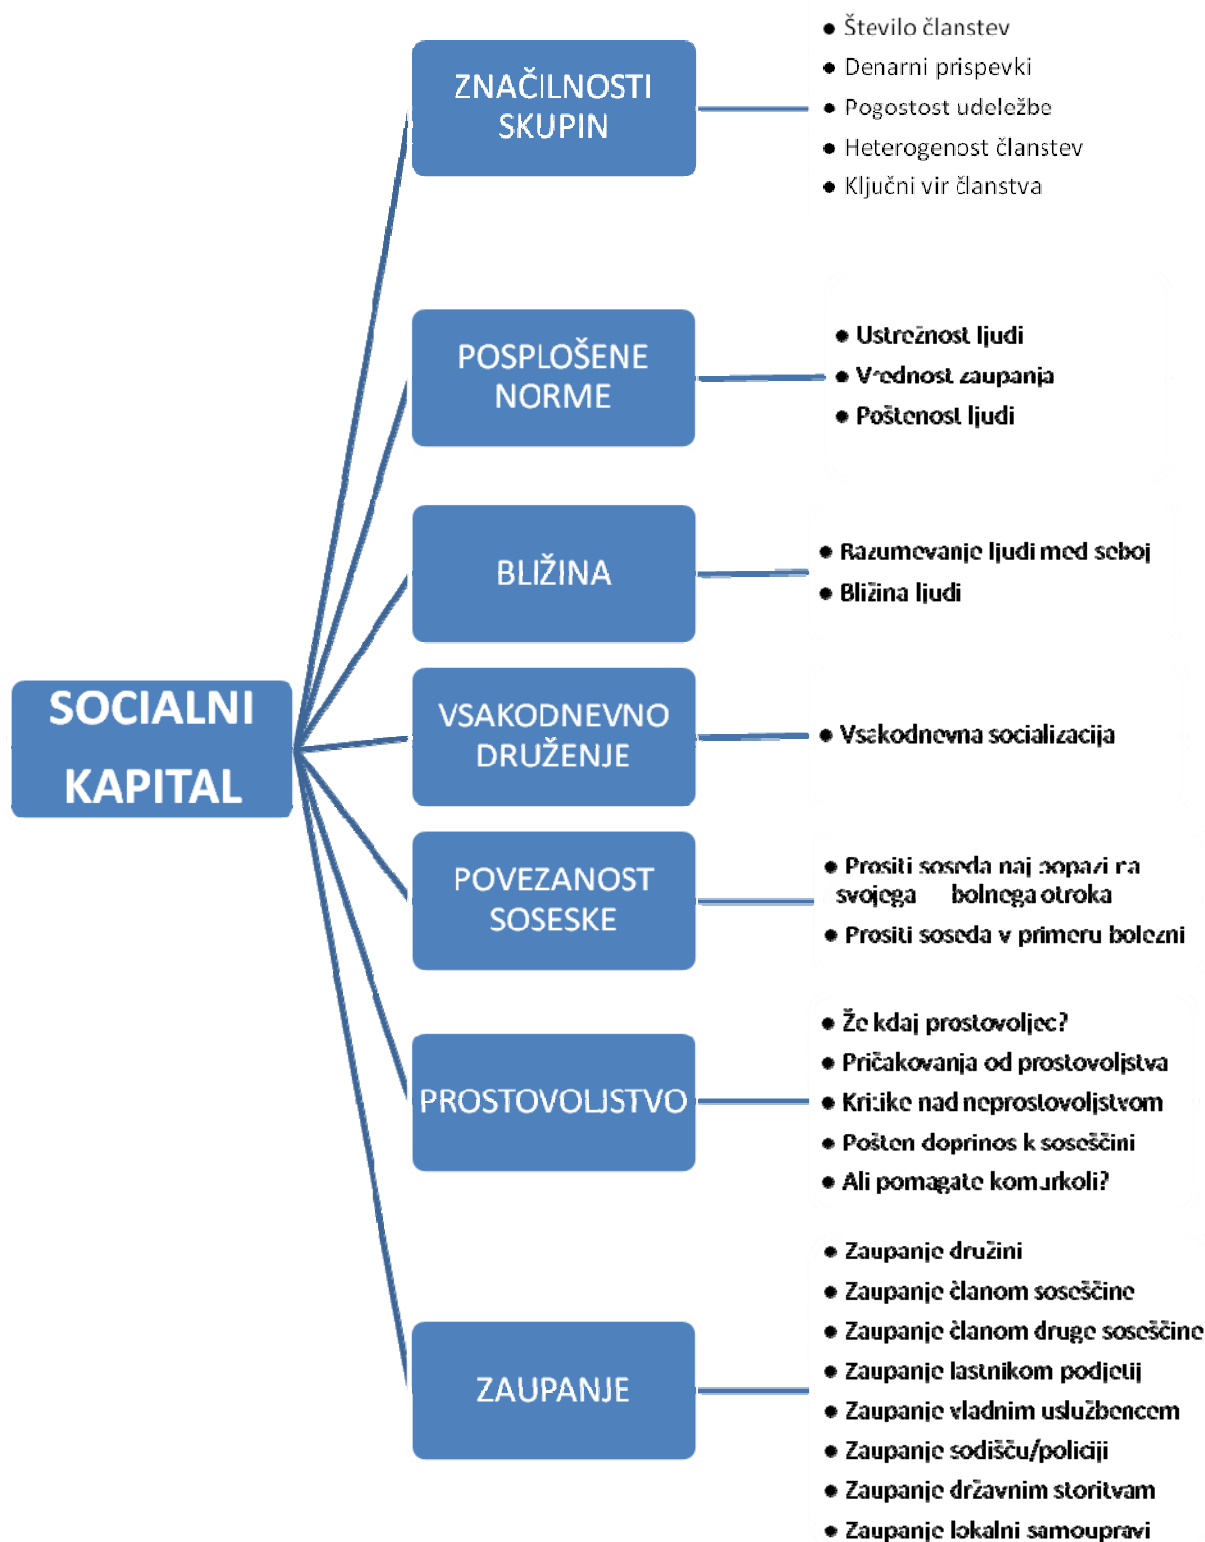 ZNAČILNOSTI
SKUPIN
● Število članstev
● Denarni prispevki
● Pogostost udeležbe
● Heterogenost članstev
● Ključni vir članstva
POSPLOŠENE
NORME
● Ustrežnost ljudi
● Vrednost zaupanja
● Poštenost ljudi
BLIŽINA
● Razumevanje ljudi med seboj
● Bližina ljudi
SOCIALNI
KAPITAL
VSAKODNEVNO
DRUŽENJE
● Vsakodnevna socializacija
POVEZANOST
SOSESKE
● Prositi soseda naj popazi na
svojega bolnega otroka
● Prositi soseda v primeru bolezni
PROSTOVOLJSTVO
● Že kdaj prostovoljec?
● Pričakovanja od prostovoljstva
● Kritike nad neprostovoljstvom
● Pošten doprinos k soseščini
● Ali pomagate komurkoli?
ZAUPANJE
● Zaupanje družini
● Zaupanje članom soseščine
● Zaupanje članom druge soseščine
● Zaupanje lastnikom podjetij
● Zaupanje vladnim uslužbencem
● Zaupanje sodišču/policiji
● Zaupanje državnim storitvam
● Zaupanje lokalni samoupravi